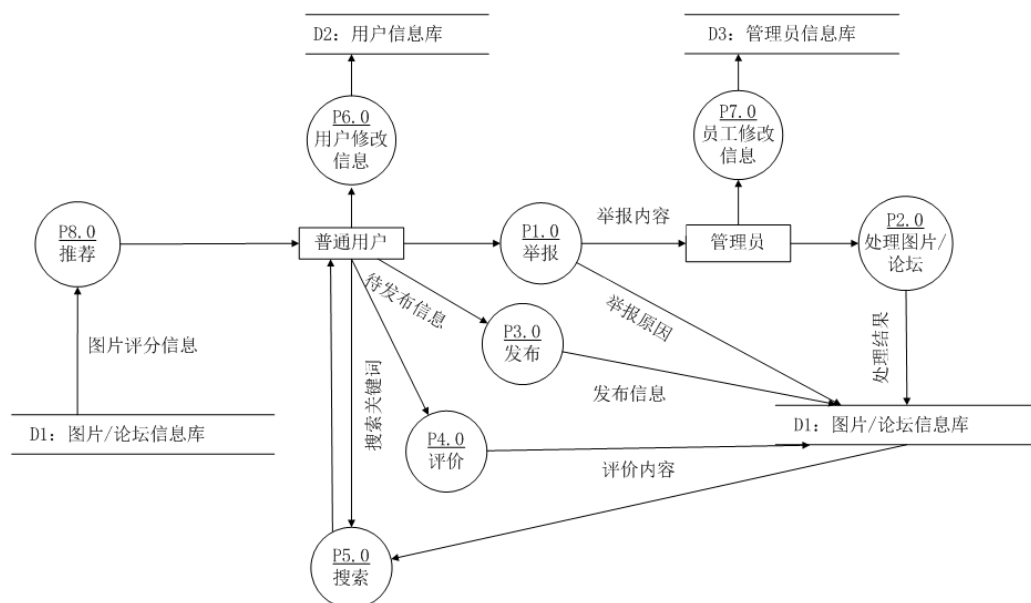 D2: 用户信息库
D3: 管理员信息库
P6.0
用户修改
信息
P7.0
员工修改
信息
P8.0
推荐
普通用户
P1.0
举报
举报内容
管理员
P2.0
处理图片/
论坛
待发布信息
举报原因
P3.0
发布
图片评分信息
处理结果
搜索关键词
发布信息
D1: 图片/论坛信息库
D1: 图片/论坛信息库
P4.0
评价
评价内容
P5.0
搜索